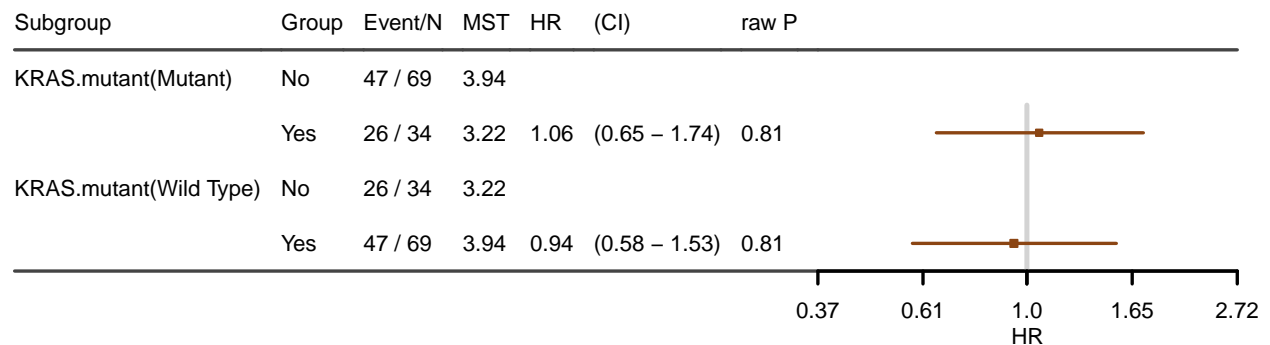 Subgroup Group Event/N MST HR (CI) raw P
KRAS.mutant(Mutant) No 47 / 69 3.94
Yes 26 / 34 3.22 1.06 (0.65 – 1.74) 0.81
KRAS.mutant(Wild Type) No 26 / 34 3.22
Yes 47 / 69 3.94 0.94 (0.58 – 1.53) 0.81
0.37 0.61 1.0 1.65 2.72
HR